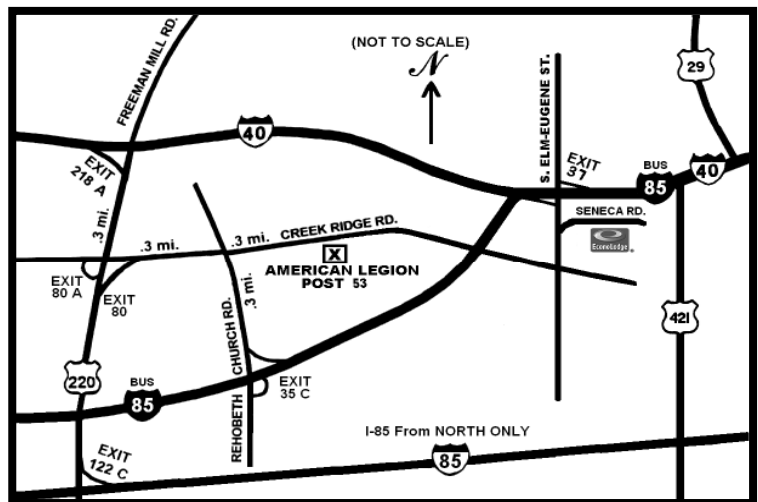 FREEMAN MILL RD.
(NOT TO SCALE)
N
S. ELM-EUGENE ST.
29
40
EXIT
218 A
EXIT
37
BUS
85
40
SENECA RD.
EconoLodge
.3 mi.
.3 mi.
.3 mi.
CREEK RIDGE RD.
X
AMERICAN LEGION
POST 53
EXIT
80 A
EXIT
80
.3 mi.
REHOBETH CHURCH RD.
421
220
BUS
85
EXIT
35 C
I-85 From NORTH ONLY
EXIT
122 C
85